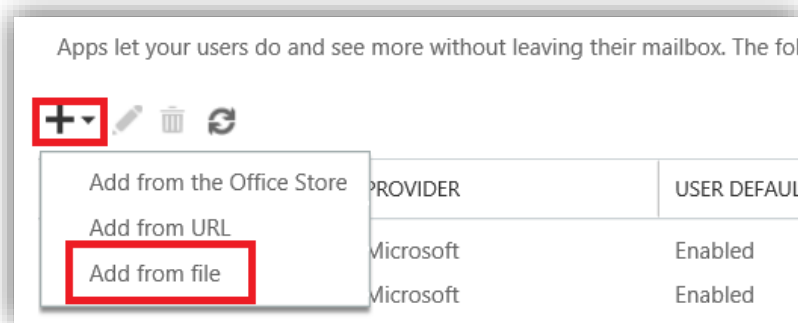 Apps let your users do and see more without leaving their mailbox. The fol
Add from the Office Store
PROVIDER
USER DEFAUL
Add from URL
Microsoft
Enabled
Add from file
Microsoft
Enabled